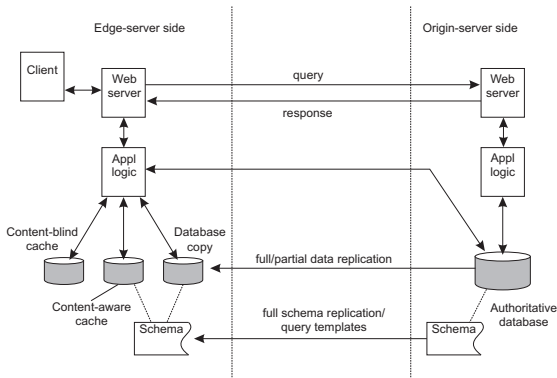 Edge-server side
Origin-server side
Client
Web
server
query
response
Web
server
Appl
logic
Appl
logic
Content-blind
cache
Database
copy
full/partial data replication
Content-aware
cache
Schema
full schema replication/
query templates
Schema
Authoritative
database